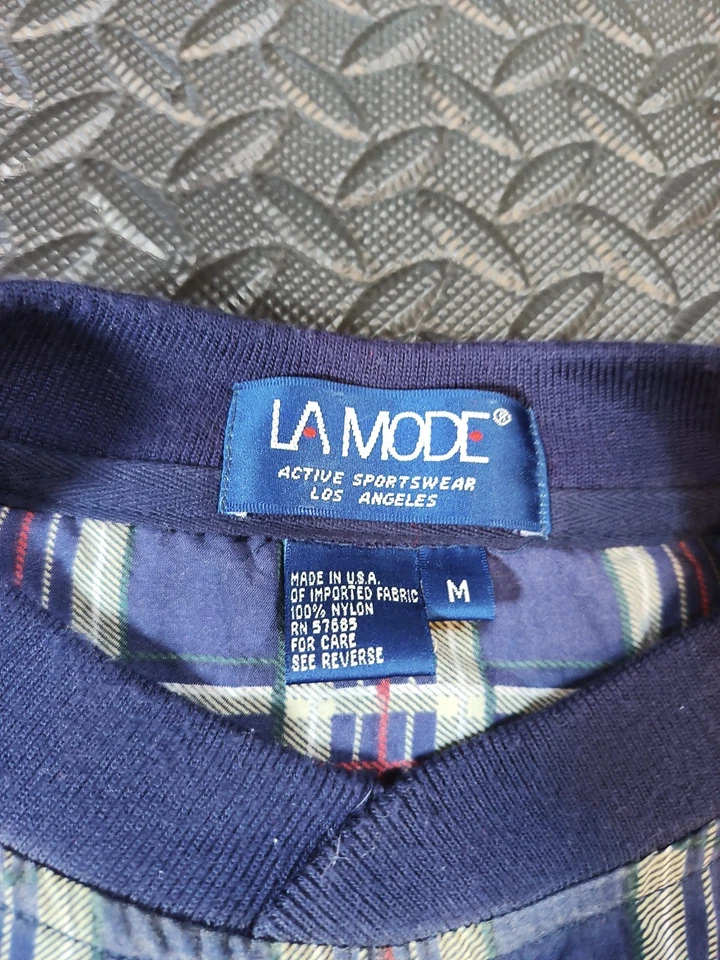 LA MODE®
ACTIVE SPORTSWEAR
LOS ANGELES
MADE IN U.S.A.
OF IMPORTED FABRIC
100% NYLON
RN 57685
FOR CARE
SEE REVERSE
M